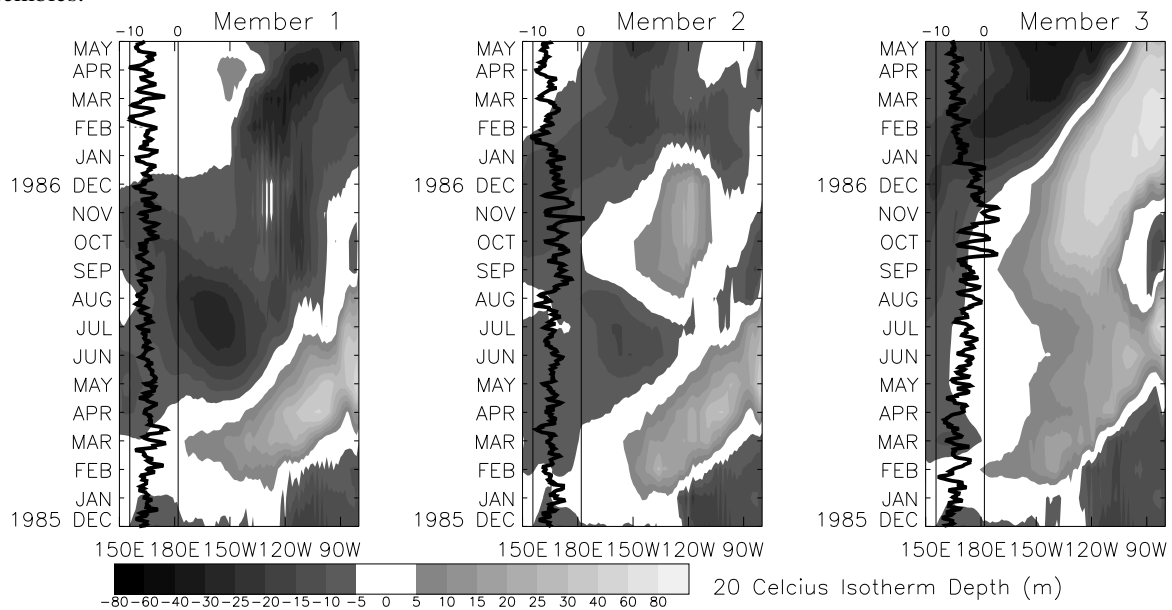 Member 1
Member 2
Member 3
-10 0
-10 0
-10 0
MAY MAY MAY
APR APR APR
MAR MAR MAR
FEB FEB FEB
JAN JAN JAN
1986 DEC 1986 DEC 1986 DEC
NOV NOV NOV
OCT OCT OCT
SEP SEP SEP
AUG AUG AUG
JUL JUL JUL
JUN JUN JUN
MAY MAY MAY
APR APR APR
MAR MAR MAR
FEB FEB FEB
JAN JAN JAN
1985 DEC 1985 DEC 1985 DEC
150E 180E 150W 120W 90W
150E 180E 150W 120W 90W
150E 180E 150W 120W 90W
-80 -60 -40 -30 -25 -20 -15 -10 -5 0 5 10 15 20 25 30 40 60 80
20 Celcius Isotherm Depth (m)